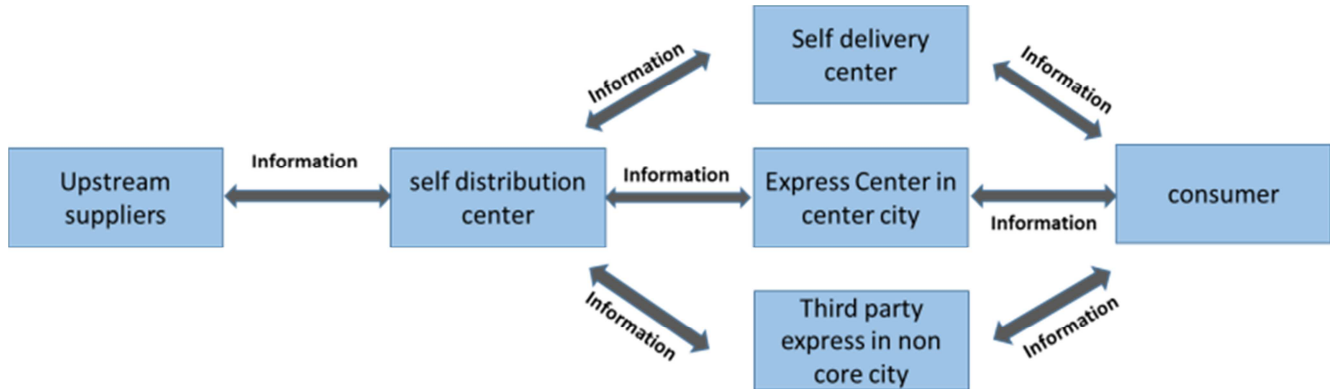 Upstream
suppliers
Information
self distribution
center
Information
Information
Information
Self delivery
center
Express Center in
center city
Third party
express in non
core city
Information
Information
Information
consumer